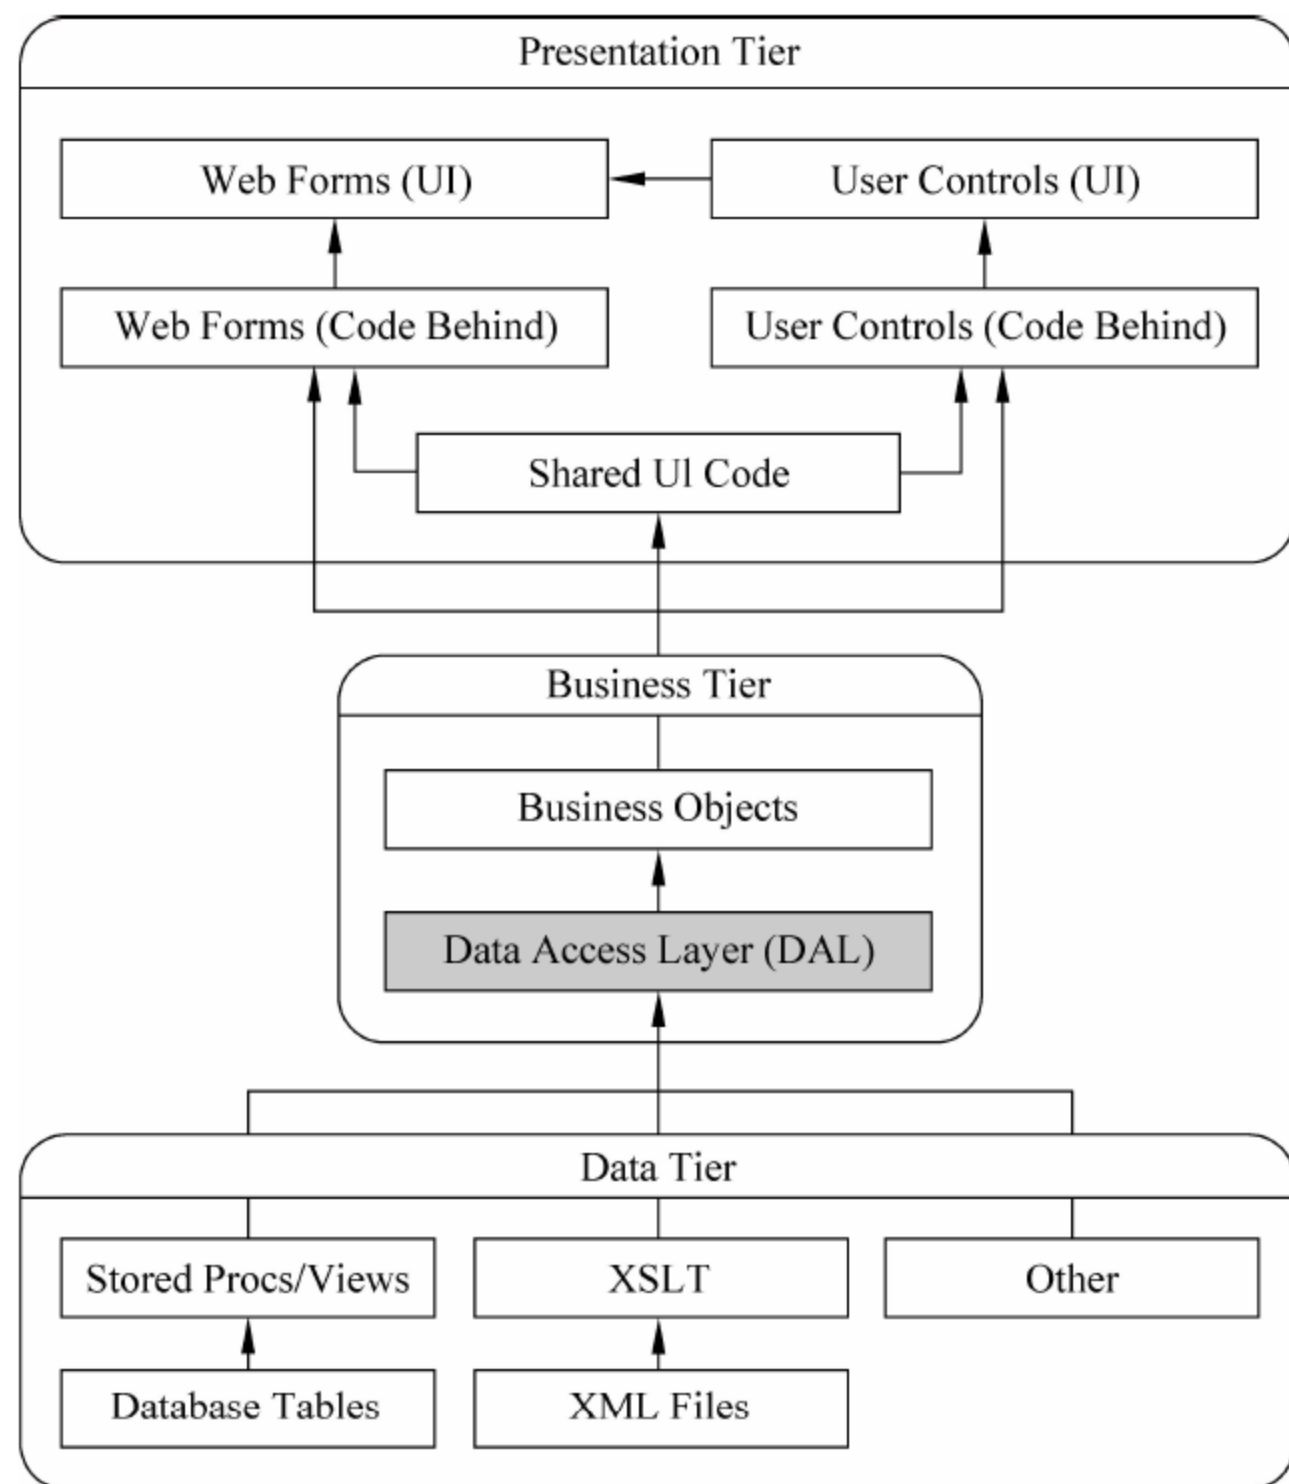 Presentation Tier
Web Forms (UI)
User Controls (UI)
Web Forms (Code Behind)
User Controls (Code Behind)
Shared Ul Code
Business Tier
Business Objects
Data Access Layer (DAL)
Data Tier
Stored Procs/Views
XSLT
Other
Database Tables
XML Files